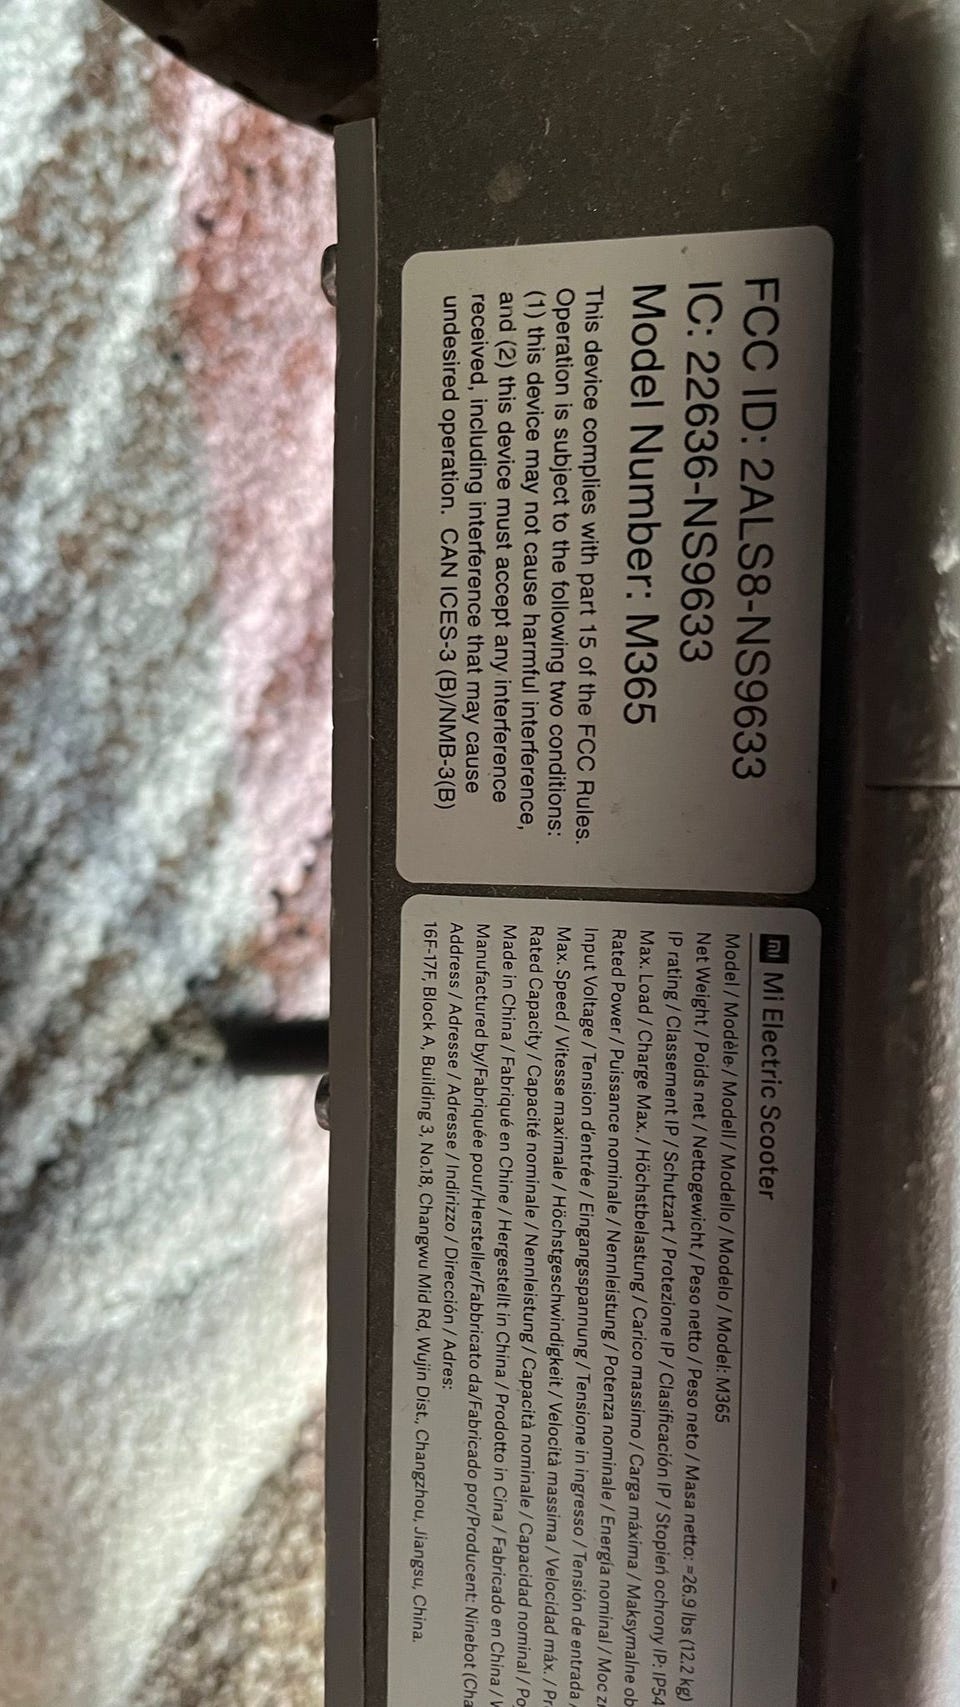 FCC ID: 2ALS8-NS9633
IC: 22636-NS9633
Model Number: M365
This device complies with part 15 of the FCC Rules.
Operation is subject to the following two conditions:
(1) this device may not cause harmful interference,
and (2) this device must accept any interference
received, including interference that may cause
undesired operation. CAN ICES-3 (B)/NMB-3(B)
mi Mi Electric Scooter
Model / Modèle / Modell / Modello / Modelo / Model: M365
Net Weight / Poids net / Nettogewicht / Peso netto / Peso neto / Masa netto: ≈26.9 lbs (12.2 kg)
IP rating / Classement IP / Schutzart / Protezione IP / Clasificación IP / Stopień ochrony IP: IP54
Max. Load / Charge Max. / Höchstbelastung / Carico massimo / Carga máxima / Maksymalne ob
Rated Power / Puissance nominale / Nennleistung / Potenza nominale / Energía nominal / Moc zn
Input Voltage / Tension d'entrée / Eingangsspannung / Tensione in ingresso / Tensión de entrada /
Max. Speed / Vitesse maximale / Höchstgeschwindigkeit / Velocità massima / Velocidad máx. / Pr
Rated Capacity / Capacité nominale / Nennleistung / Capacità nominale / Capacidad nominal / Po
Made in China / Fabriqué en Chine / Hergestellt in China / Prodotto in Cina / Fabricado en China / W
Manufactured by/Fabriquée pour/Hersteller/Fabbricato da/Fabricado por/Producent: Ninebot (Cha
Address / Adresse / Adresse / Indirizzo / Dirección / Adres:
16F-17F, Block A, Building 3, No.18, Changwu Mid Rd, Wujin Dist., Changzhou, Jiangsu, China.